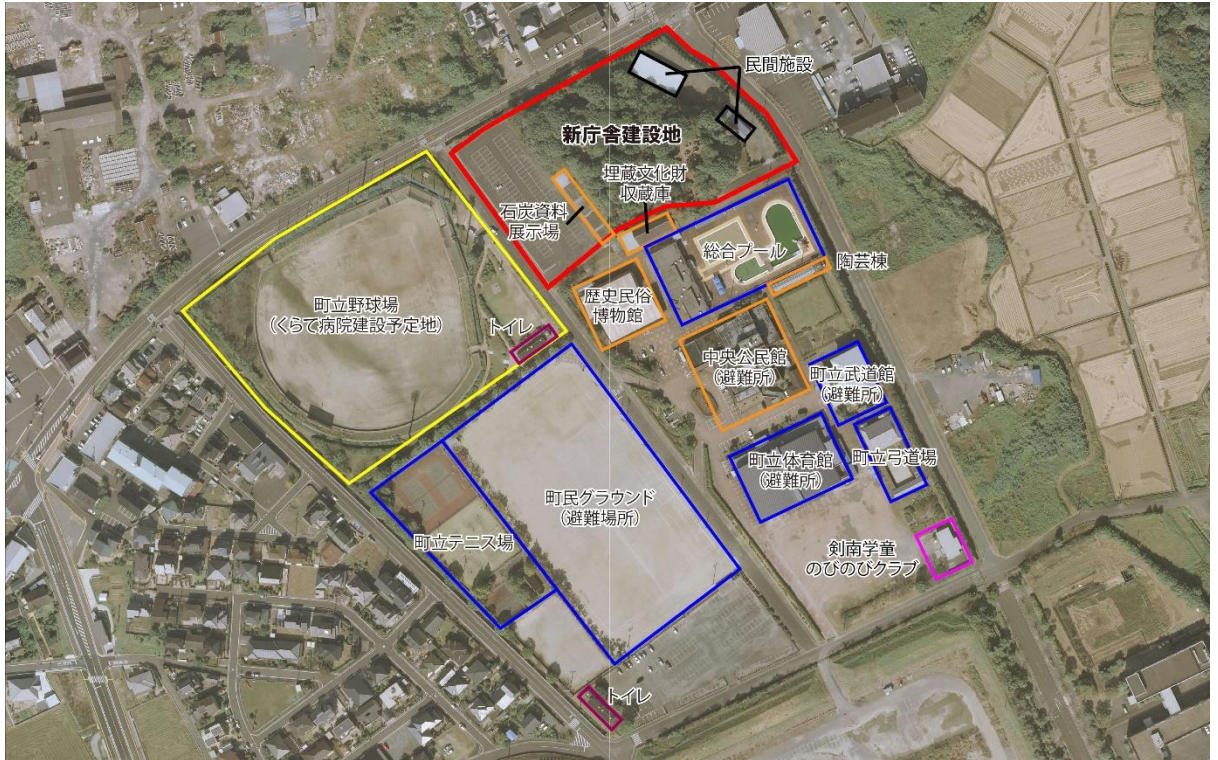 民間施設
新庁舎建設地
埋蔵文化財
収蔵庫
石炭資料
展示場
総合プール
陶芸棟
歴史民俗
博物館
町立野球場
（くらて病院建設予定地）
トイレ
中央公民館
（避難所）
町立武道館
（避難所）
町立体育館
（避難所）
町立弓道場
町民グラウンド
（避難場所）
町立テニス場
剣南学童
のびのびクラブ
トイレ